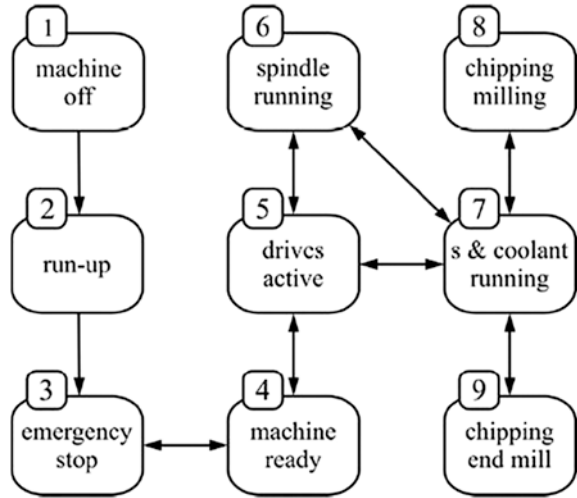 1
machine
off
2
run-up
3
emergency
stop
4
machine
ready
5
drives
active
6
spindle
running
7
s & coolant
running
8
chipping
milling
9
chipping
end mill